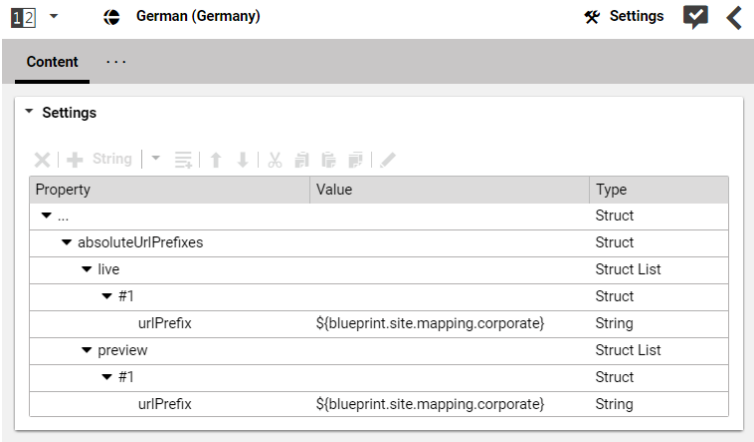 12 German (Germany) Settings
Content ...
Settings
String
Property Value Type
... Struct
absoluteUrlPrefixes Struct
live Struct List
#1 Struct
urlPrefix ${blueprint.site.mapping.corporate} String
preview Struct List
#1 Struct
urlPrefix ${blueprint.site.mapping.corporate} String